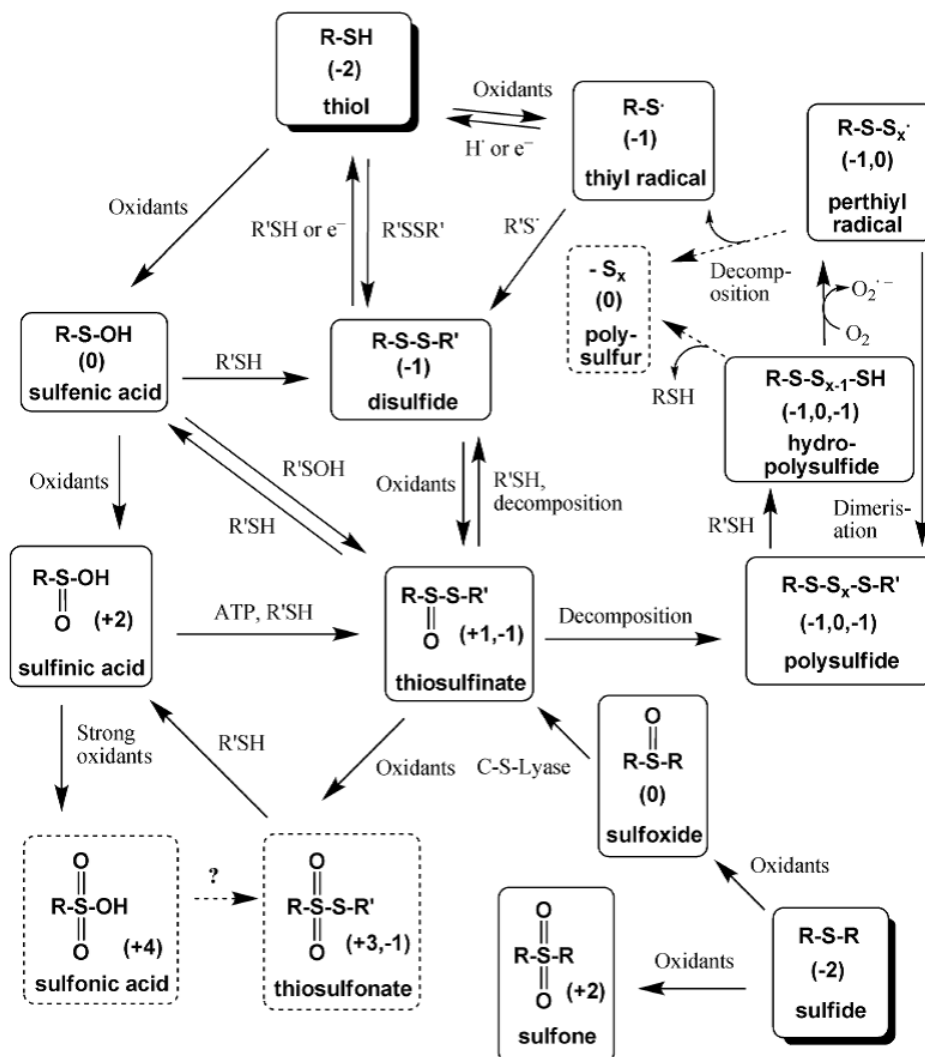 R-SH
(-2)
thiol
Oxidants
H· or e⁻
R-S·
(-1)
thiyl radical
R-S-Sₓ·
(-1,0)
perthiyl
radical
Oxidants
R'SH or e⁻
R'SSR'
R'S·
Decomp-
osition
- Sₓ
(0)
poly-
sulfur
O₂·⁻
O₂
R-S-OH
(0)
sulfenic acid
R'SH
R-S-S-R'
(-1)
disulfide
RSH
R-S-Sₓ₋₁-SH
(-1,0,-1)
hydro-
polysulfide
Oxidants
R'SOH
R'SH
Oxidants
R'SH,
decomposition
R'SH
Dimeris-
ation
R-S-OH
O
(+2)
sulfinic acid
ATP, R'SH
R-S-S-R'
O
(+1,-1)
thiosulfinate
Decomposition
R-S-Sₓ-S-R'
(-1,0,-1)
polysulfide
Strong
oxidants
R'SH
Oxidants
C-S-Lyase
O
R-S-R
(0)
sulfoxide
O
R-S-OH
O
(+4)
sulfonic acid
?
O
R-S-S-R'
O
(+3,-1)
thiosulfonate
Oxidants
O
R-S-R
O
(+2)
sulfone
Oxidants
R-S-R
(-2)
sulfide